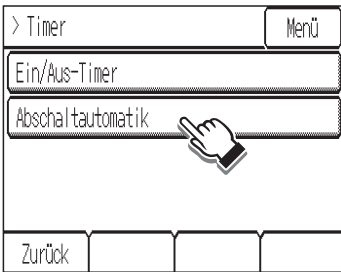 > Timer
Menü
Ein/Aus-Timer
Abschaltautomatik
Zurück